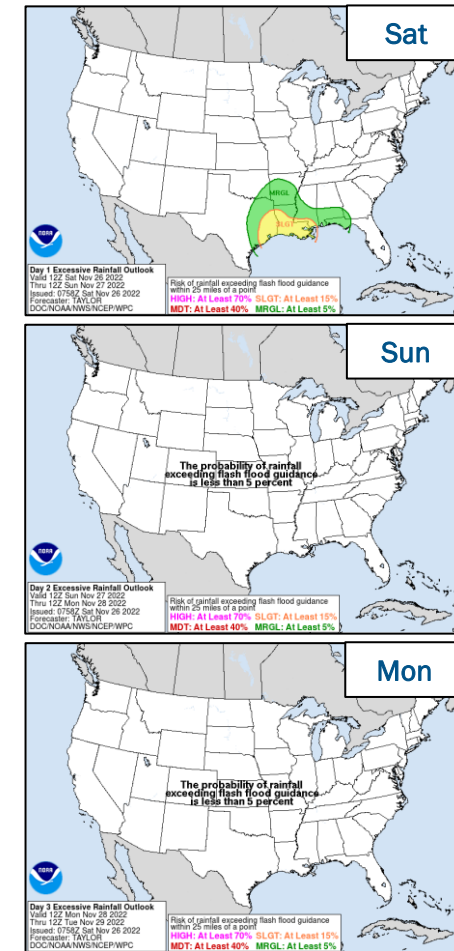 Sat
MRGL
SLGT
NOAA
Day 1 Excessive Rainfall Outlook
Valid 12Z Sat Nov 26 2022
Thru 12Z Sun Nov 27 2022
Issued: 0758Z Sat Nov 26 2022
Forecaster: TAYLOR
DOC/NOAA/NWS/NCEP/WPC
Risk of rainfall exceeding flash flood guidance
within 25 miles of a point
HIGH: At Least 70% SLGT: At Least 15%
MDT: At Least 40% MRGL: At Least 5%
Sun
The probability of rainfall
exceeding flash flood guidance
is less than 5 percent
NOAA
Day 2 Excessive Rainfall Outlook
Valid 12Z Sun Nov 27 2022
Thru 12Z Mon Nov 28 2022
Issued: 0758Z Sat Nov 26 2022
Forecaster: TAYLOR
DOC/NOAA/NWS/NCEP/WPC
Risk of rainfall exceeding flash flood guidance
within 25 miles of a point
HIGH: At Least 70% SLGT: At Least 15%
MDT: At Least 40% MRGL: At Least 5%
Mon
The probability of rainfall
exceeding flash flood guidance
is less than 5 percent
NOAA
Day 3 Excessive Rainfall Outlook
Valid 12Z Mon Nov 28 2022
Thru 12Z Tue Nov 29 2022
Issued: 0758Z Sat Nov 26 2022
Forecaster: TAYLOR
DOC/NOAA/NWS/NCEP/WPC
Risk of rainfall exceeding flash flood guidance
within 25 miles of a point
HIGH: At Least 70% SLGT: At Least 15%
MDT: At Least 40% MRGL: At Least 5%